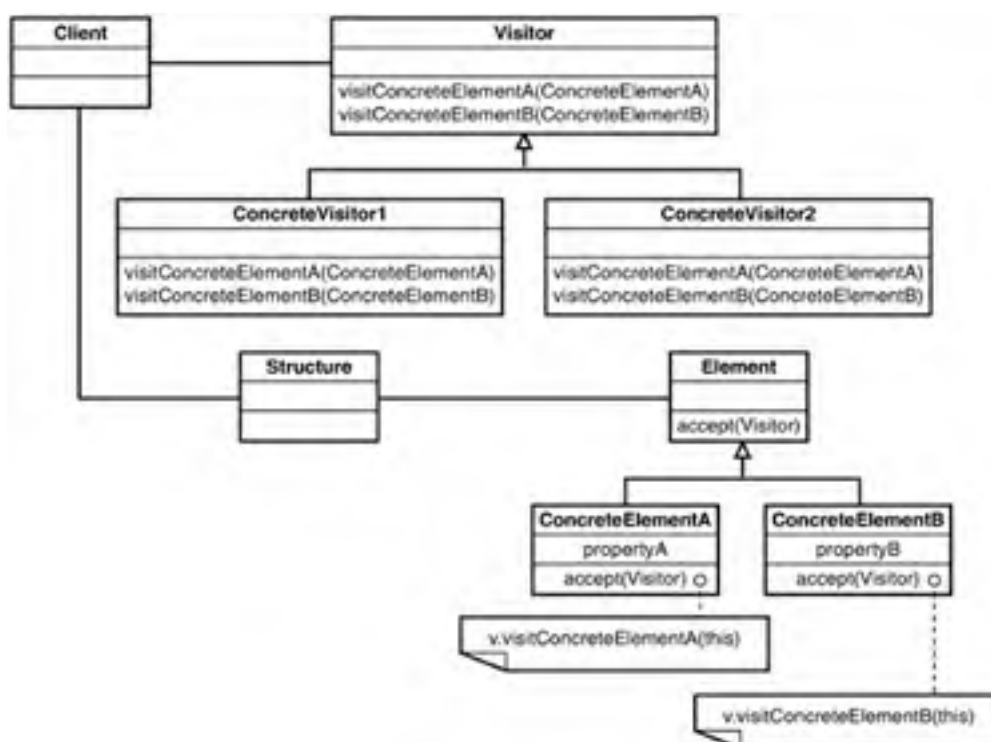 Client
Visitor
visitConcreteElementA(ConcreteElementA)
visitConcreteElementB(ConcreteElementB)
ConcreteVisitor1
visitConcreteElementA(ConcreteElementA)
visitConcreteElementB(ConcreteElementB)
ConcreteVisitor2
visitConcreteElementA(ConcreteElementA)
visitConcreteElementB(ConcreteElementB)
Structure
Element
accept(Visitor)
ConcreteElementA
propertyA
accept(Visitor)
ConcreteElementB
propertyB
accept(Visitor)
v.visitConcreteElementA(this)
v.visitConcreteElementB(this)